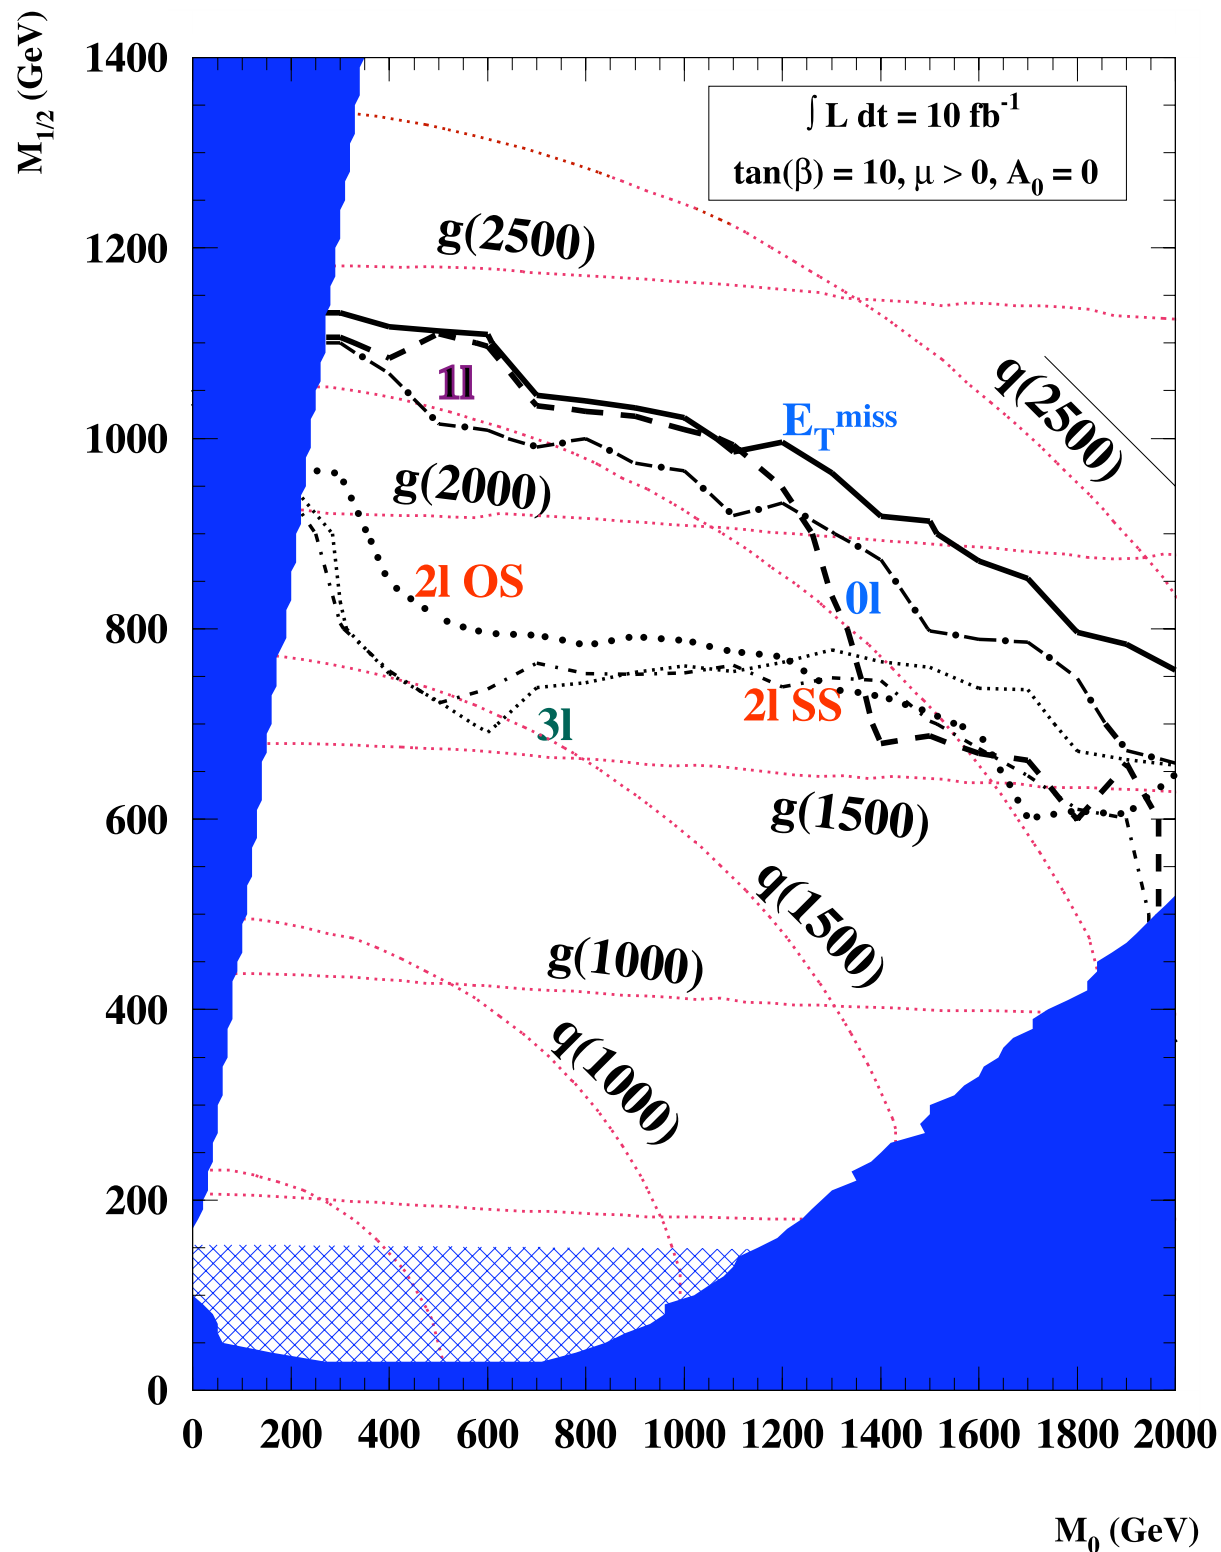 M1/2 (GeV)
1400
1200
1000
800
600
400
200
0
∫ L dt = 10 fb-1
tan(β) = 10, μ > 0, A0 = 0
g(2500)
q(2500)
1l
ETmiss
g(2000)
2l OS
0l
2l SS
3l
g(1500)
q(1500)
g(1000)
q(1000)
0 200 400 600 800 1000 1200 1400 1600 1800 2000
M0 (GeV)